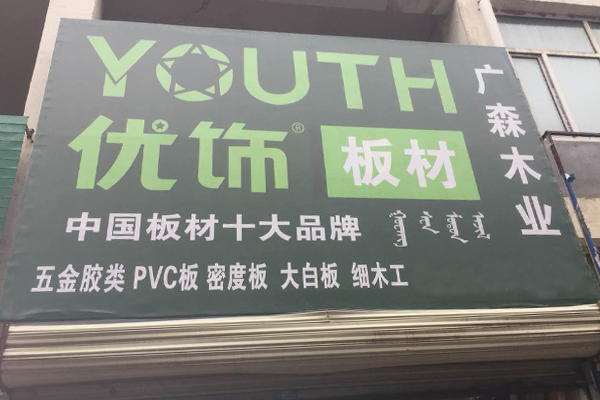 YOUTH
优饰®
板材
广森木业
中国板材十大品牌
五金胶类 PVC板 密度板 大白板 细木工